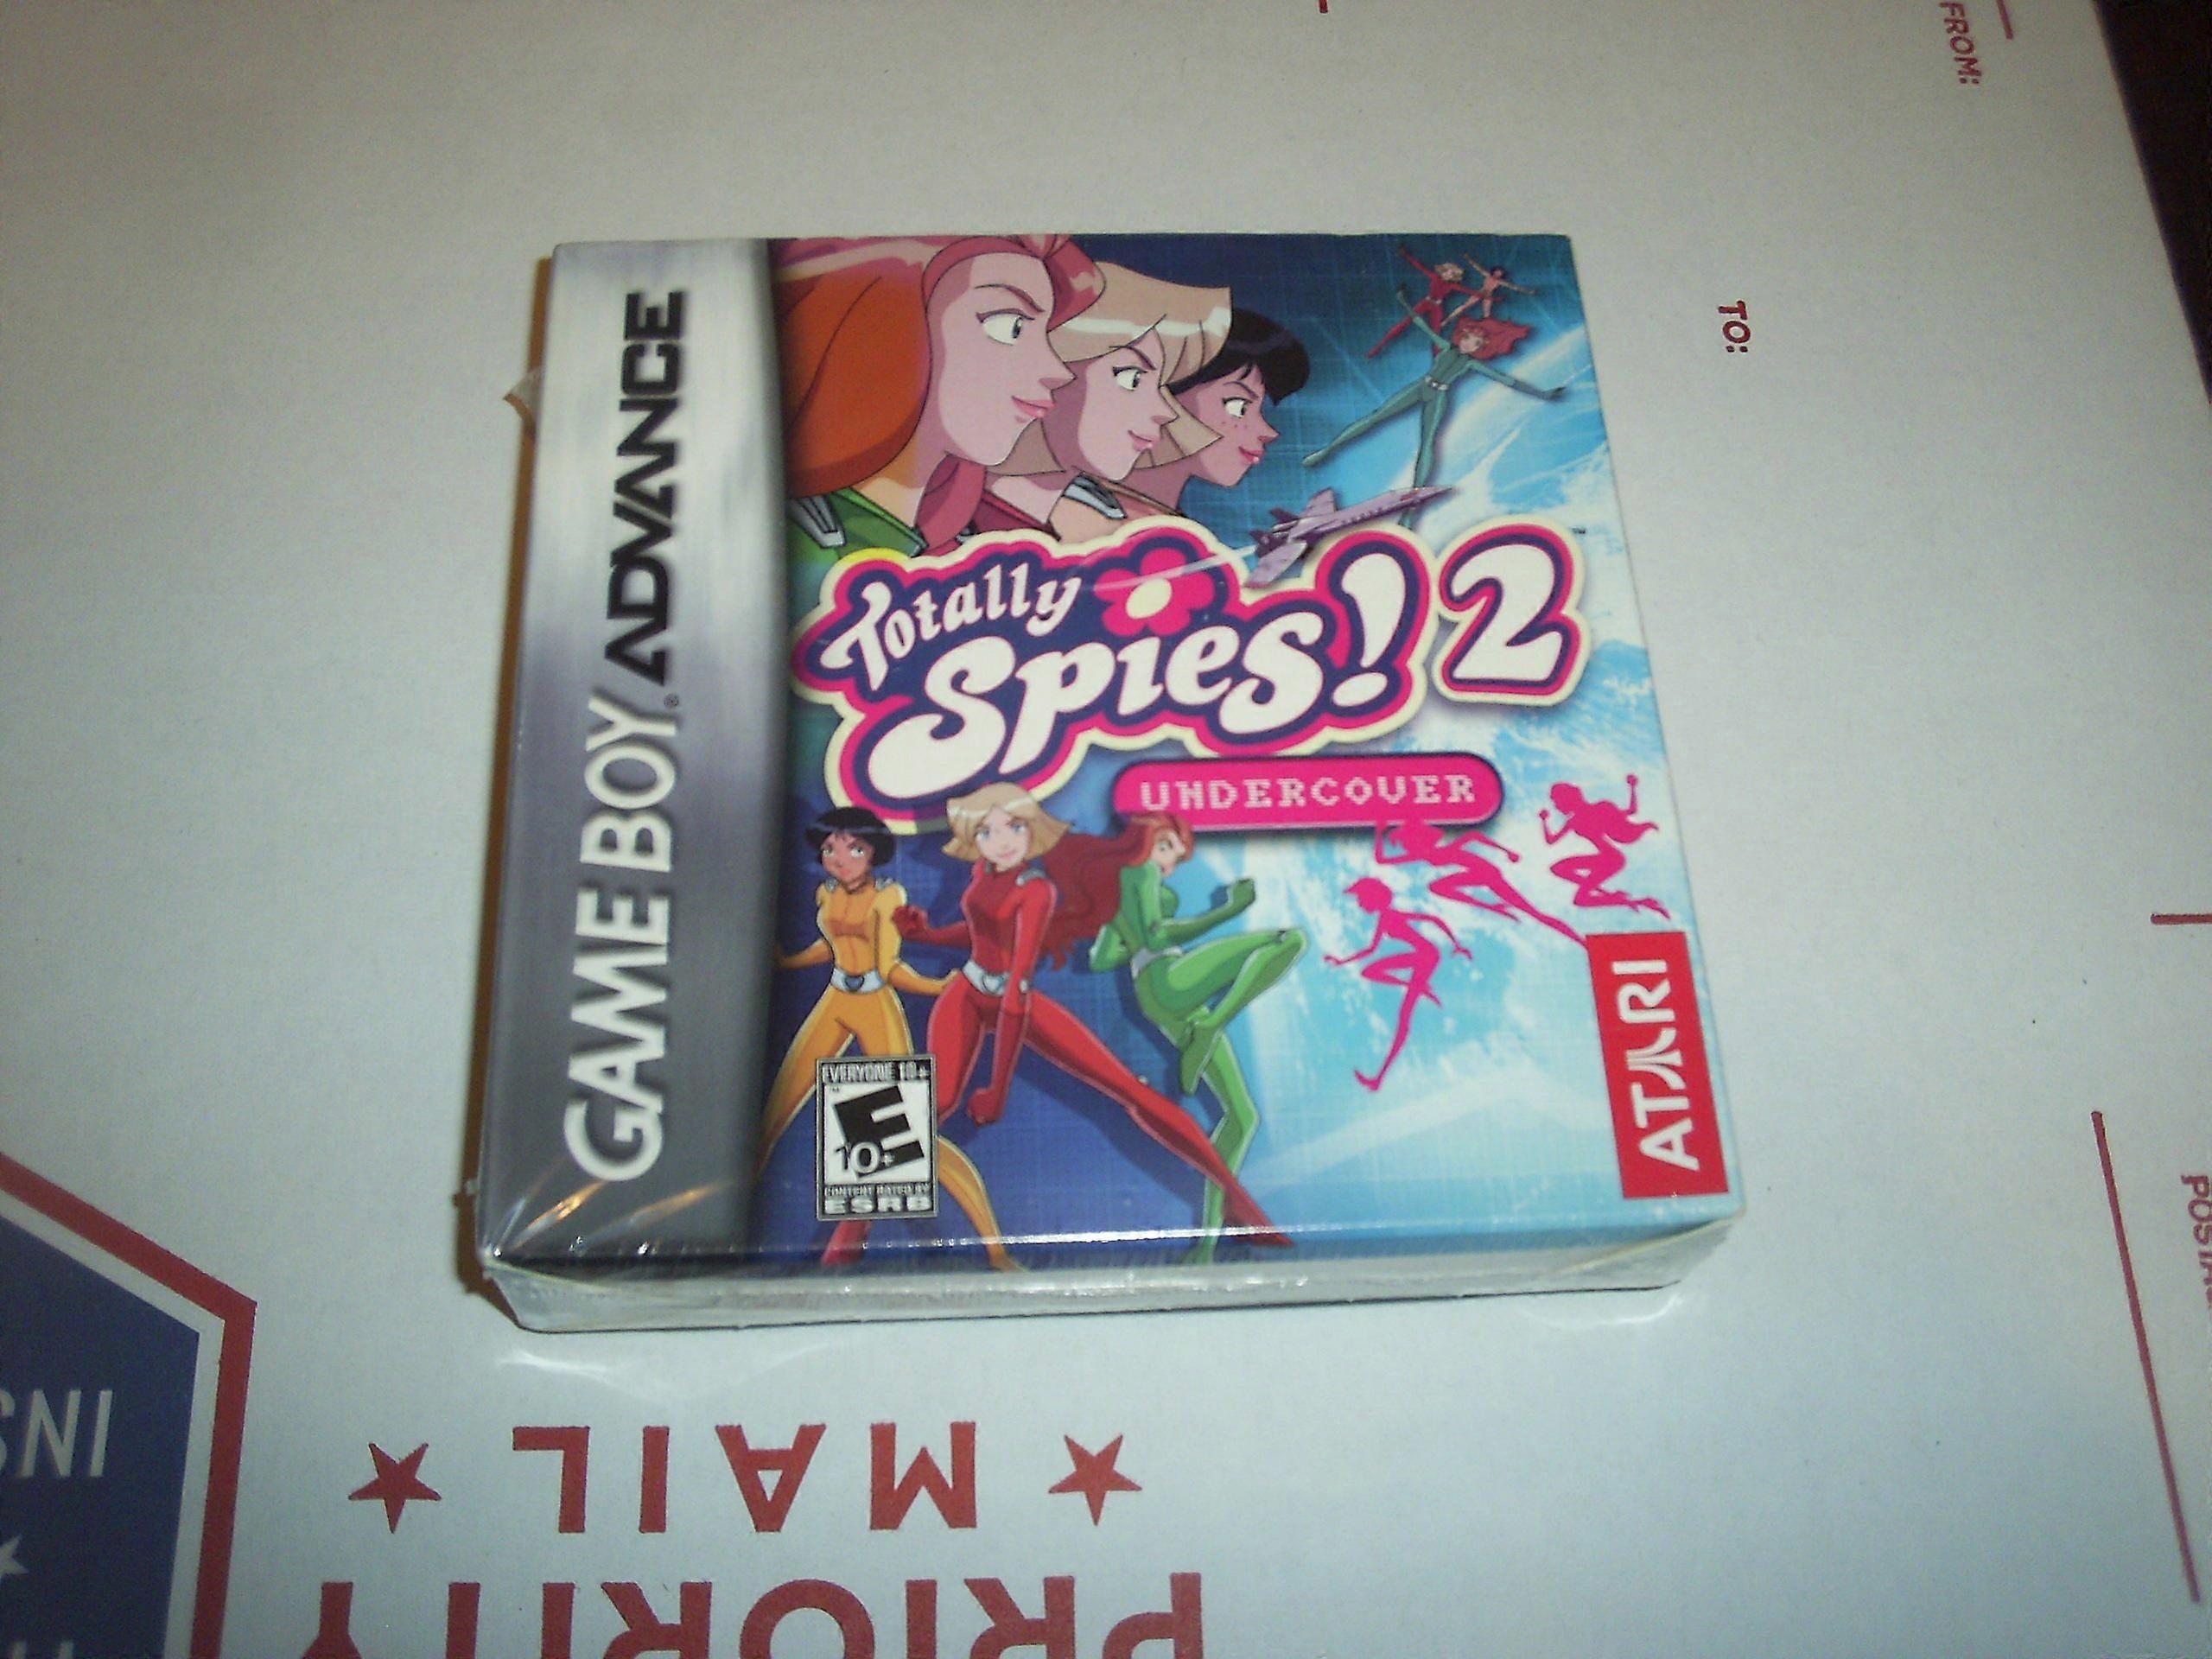 FROM:
TO:
GAME BOY ADVANCE
Totally
Spies! 2
UNDERCOVER
EVERYONE 10+
E
10+
CONTENT RATED BY
ESRB
ATARI
MAIL
PRIORITY